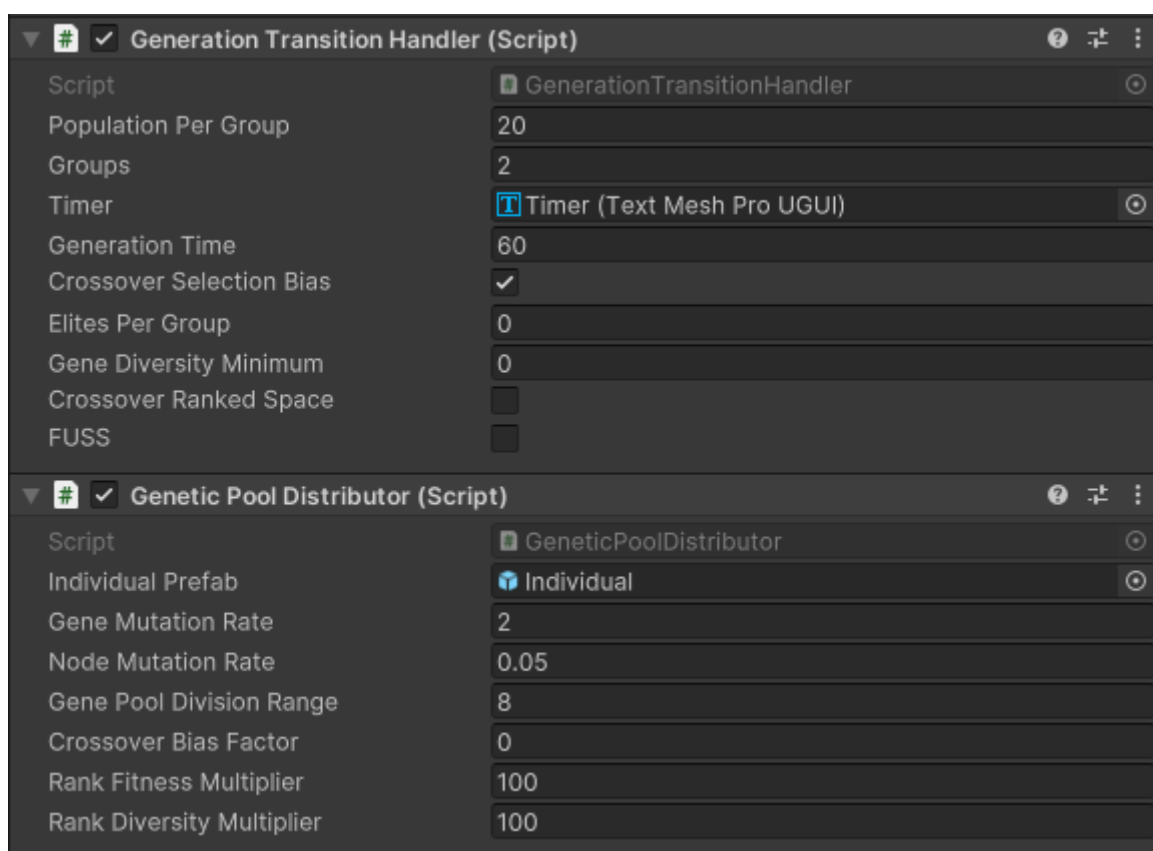 Generation Transition Handler (Script)
Script GenerationTransitionHandler
Population Per Group 20
Groups 2
Timer Timer (Text Mesh Pro UGUI)
Generation Time 60
Crossover Selection Bias
Elites Per Group 0
Gene Diversity Minimum 0
Crossover Ranked Space
FUSS
Genetic Pool Distributor (Script)
Script GeneticPoolDistributor
Individual Prefab Individual
Gene Mutation Rate 2
Node Mutation Rate 0.05
Gene Pool Division Range 8
Crossover Bias Factor 0
Rank Fitness Multiplier 100
Rank Diversity Multiplier 100